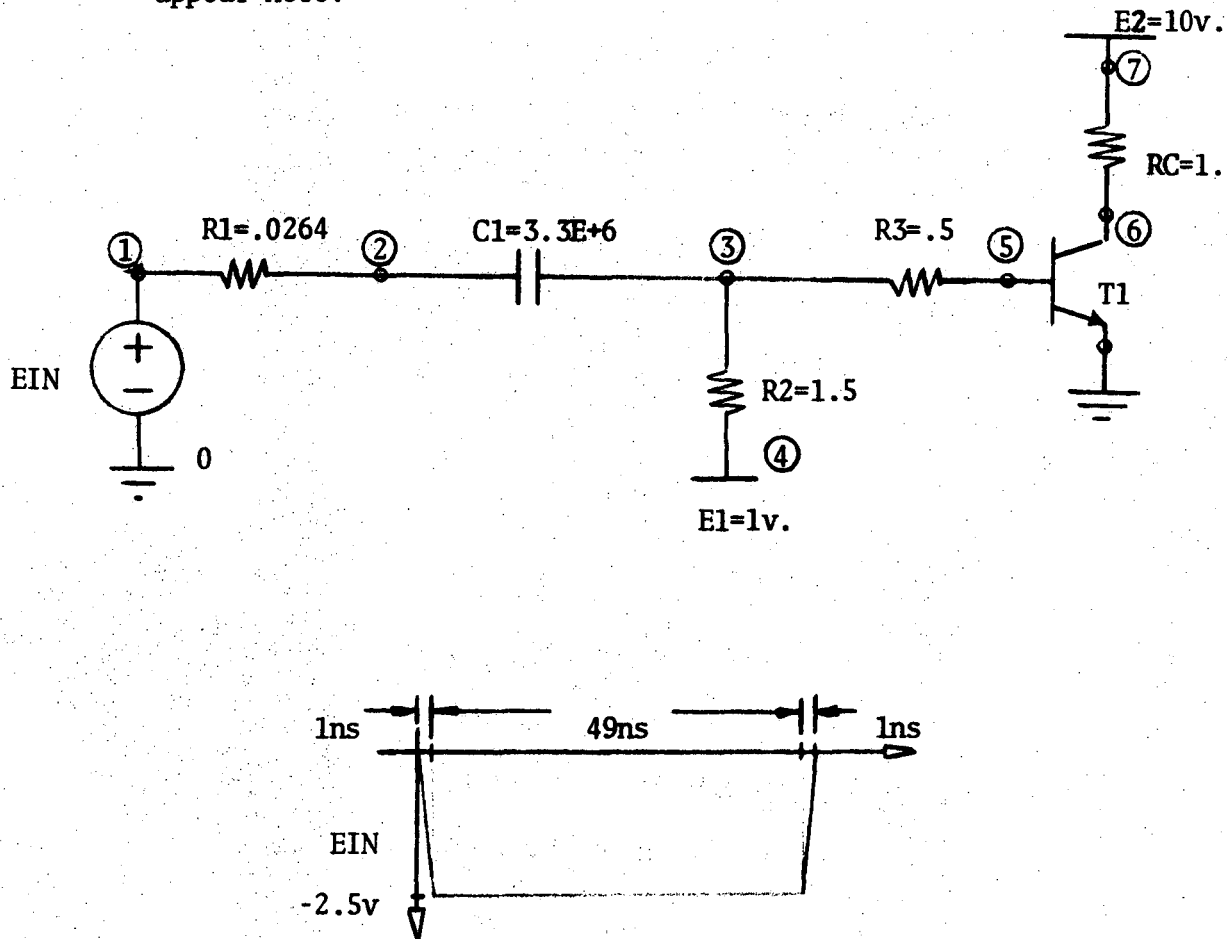 E2=10v.
⑦
RC=1.
⑥
R1=.0264
C1=3.3E+6
R3=.5
① ② ③ ⑤
T1
EIN
+
-
R2=1.5
0
④
E1=1v.
1ns 49ns 1ns
EIN
-2.5v